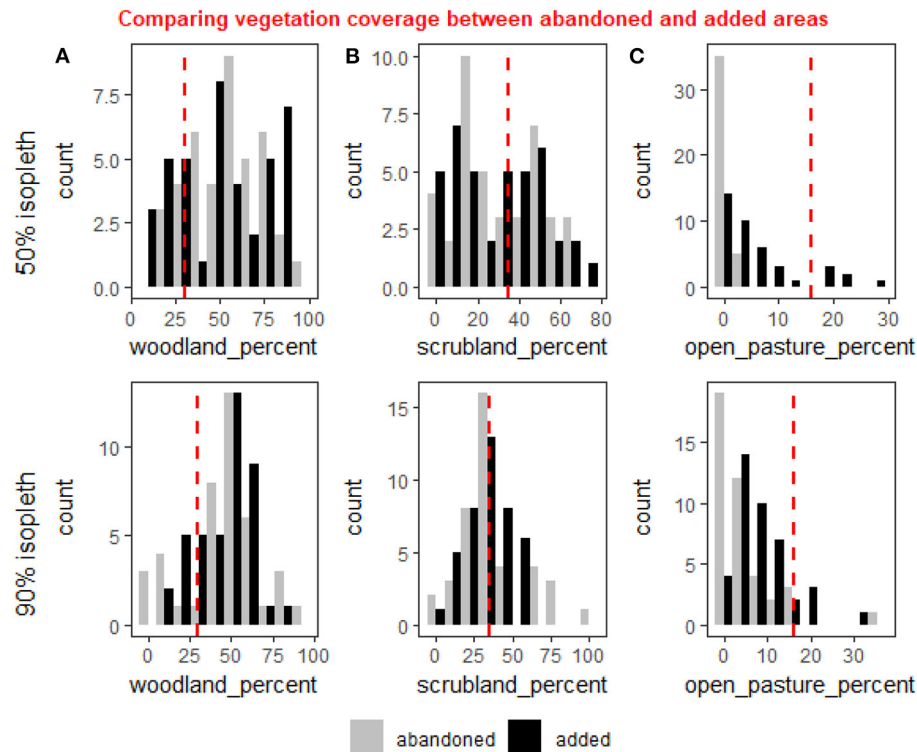 Comparing vegetation coverage between abandoned and added areas
A
B
C
50% isopleth
count
7.5
5.0
2.5
0.0
0 25 50 75 100
woodland_percent
count
10.0
7.5
5.0
2.5
0.0
0 20 40 60 80
scrubland_percent
count
30
20
10
0
0 10 20 30
open_pasture_percent
90% isopleth
count
10
5
0
0 25 50 75 100
woodland_percent
count
15
10
5
0
0 25 50 75 100
scrubland_percent
count
15
10
5
0
0 10 20 30
open_pasture_percent
abandoned added